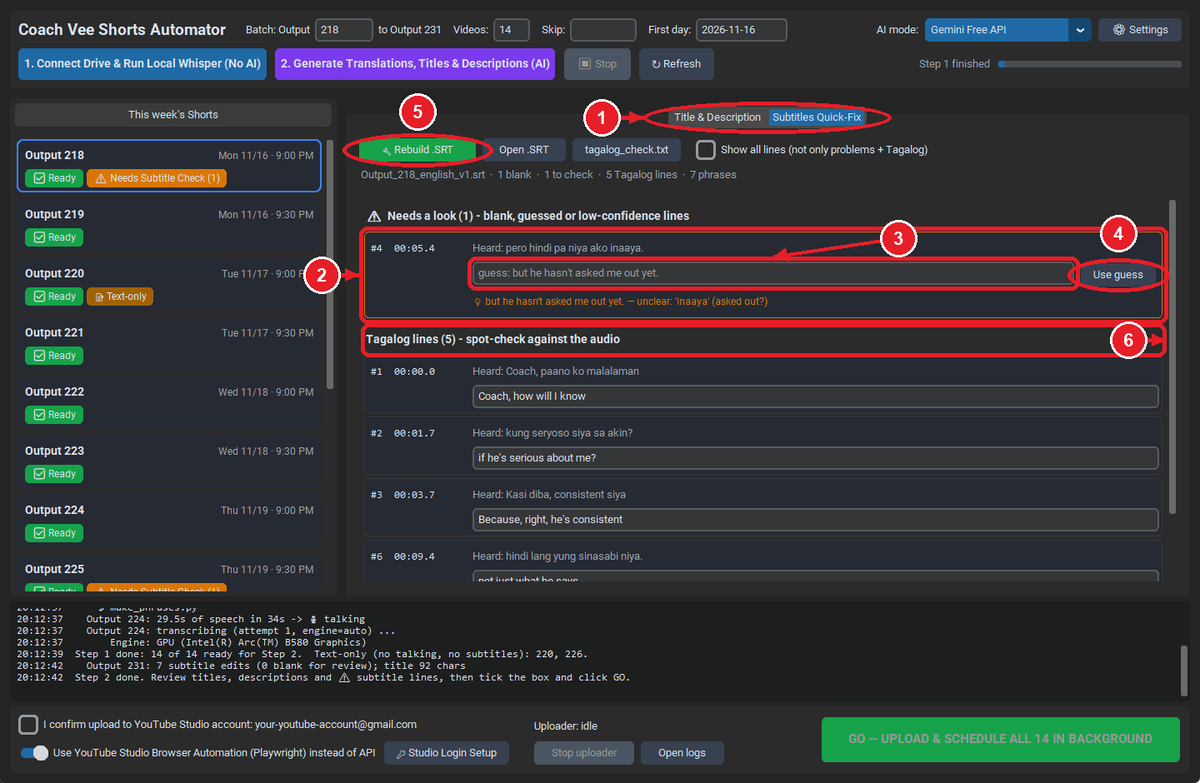 Coach Vee Shorts Automator
Batch: Output 218 to Output 231 Videos: 14 Skip: First day: 2026-11-16
AI mode: Gemini Free API Settings
1. Connect Drive & Run Local Whisper (No AI) 2. Generate Translations, Titles & Descriptions (AI) Stop Refresh
Step 1 finished
This week's Shorts
Output 218 Mon 11/16 · 9:00 PM
Ready Needs Subtitle Check (1)
Output 219 Mon 11/16 · 9:30 PM
Ready
Output 220 Tue 11/17 · 9:00
Ready Text-only
Output 221 Tue 11/17 · 9:30 PM
Ready
Output 222 Wed 11/18 · 9:00 PM
Ready
Output 223 Wed 11/18 · 9:30 PM
Ready
Output 224 Thu 11/19 · 9:00 PM
Ready
Output 225 Thu 11/19 · 9:30 PM
Ready Needs Subtitle Check (1)
5
1
Title & Description Subtitles Quick-Fix
Rebuild .SRT Open .SRT tagalog_check.txt Show all lines (not only problems + Tagalog)
Output_218_english_v1.srt · 1 blank · 1 to check · 5 Tagalog lines · 7 phrases
Needs a look (1) - blank, guessed or low-confidence lines
2
3
4
#4 00:05.4 Heard: pero hindi pa niya ako inaaya.
guess: but he hasn't asked me out yet.
Use guess
but he hasn't asked me out yet. — unclear: 'inaaya' (asked out?)
Tagalog lines (5) - spot-check against the audio
6
#1 00:00.0 Heard: Coach, paano ko malalaman
Coach, how will I know
#2 00:01.7 Heard: kung seryoso siya sa akin?
if he's serious about me?
#3 00:03.7 Heard: Kasi diba, consistent siya
Because, right, he's consistent
#6 00:09.4 Heard: hindi lang yung sinasabi niya.
not just what he says
20:12:37 make_phrases.py
20:12:37 Output 224: 29.5s of speech in 34s -> talking
20:12:37 Output 224: transcribing (attempt 1, engine=auto) ...
20:12:37 Engine: GPU (Intel(R) Arc(TM) B580 Graphics)
20:12:39 Step 1 done: 14 of 14 ready for Step 2. Text-only (no talking, no subtitles): 220, 226.
20:12:42 Output 231: 7 subtitle edits (0 blank for review); title 92 chars
20:12:42 Step 2 done. Review titles, descriptions and ⚠ subtitle lines, then tick the box and click GO.
I confirm upload to YouTube Studio account: your-youtube-account@gmail.com
Use YouTube Studio Browser Automation (Playwright) instead of API Studio Login Setup
Uploader: idle
Stop uploader Open logs
GO — UPLOAD & SCHEDULE ALL 14 IN BACKGROUND